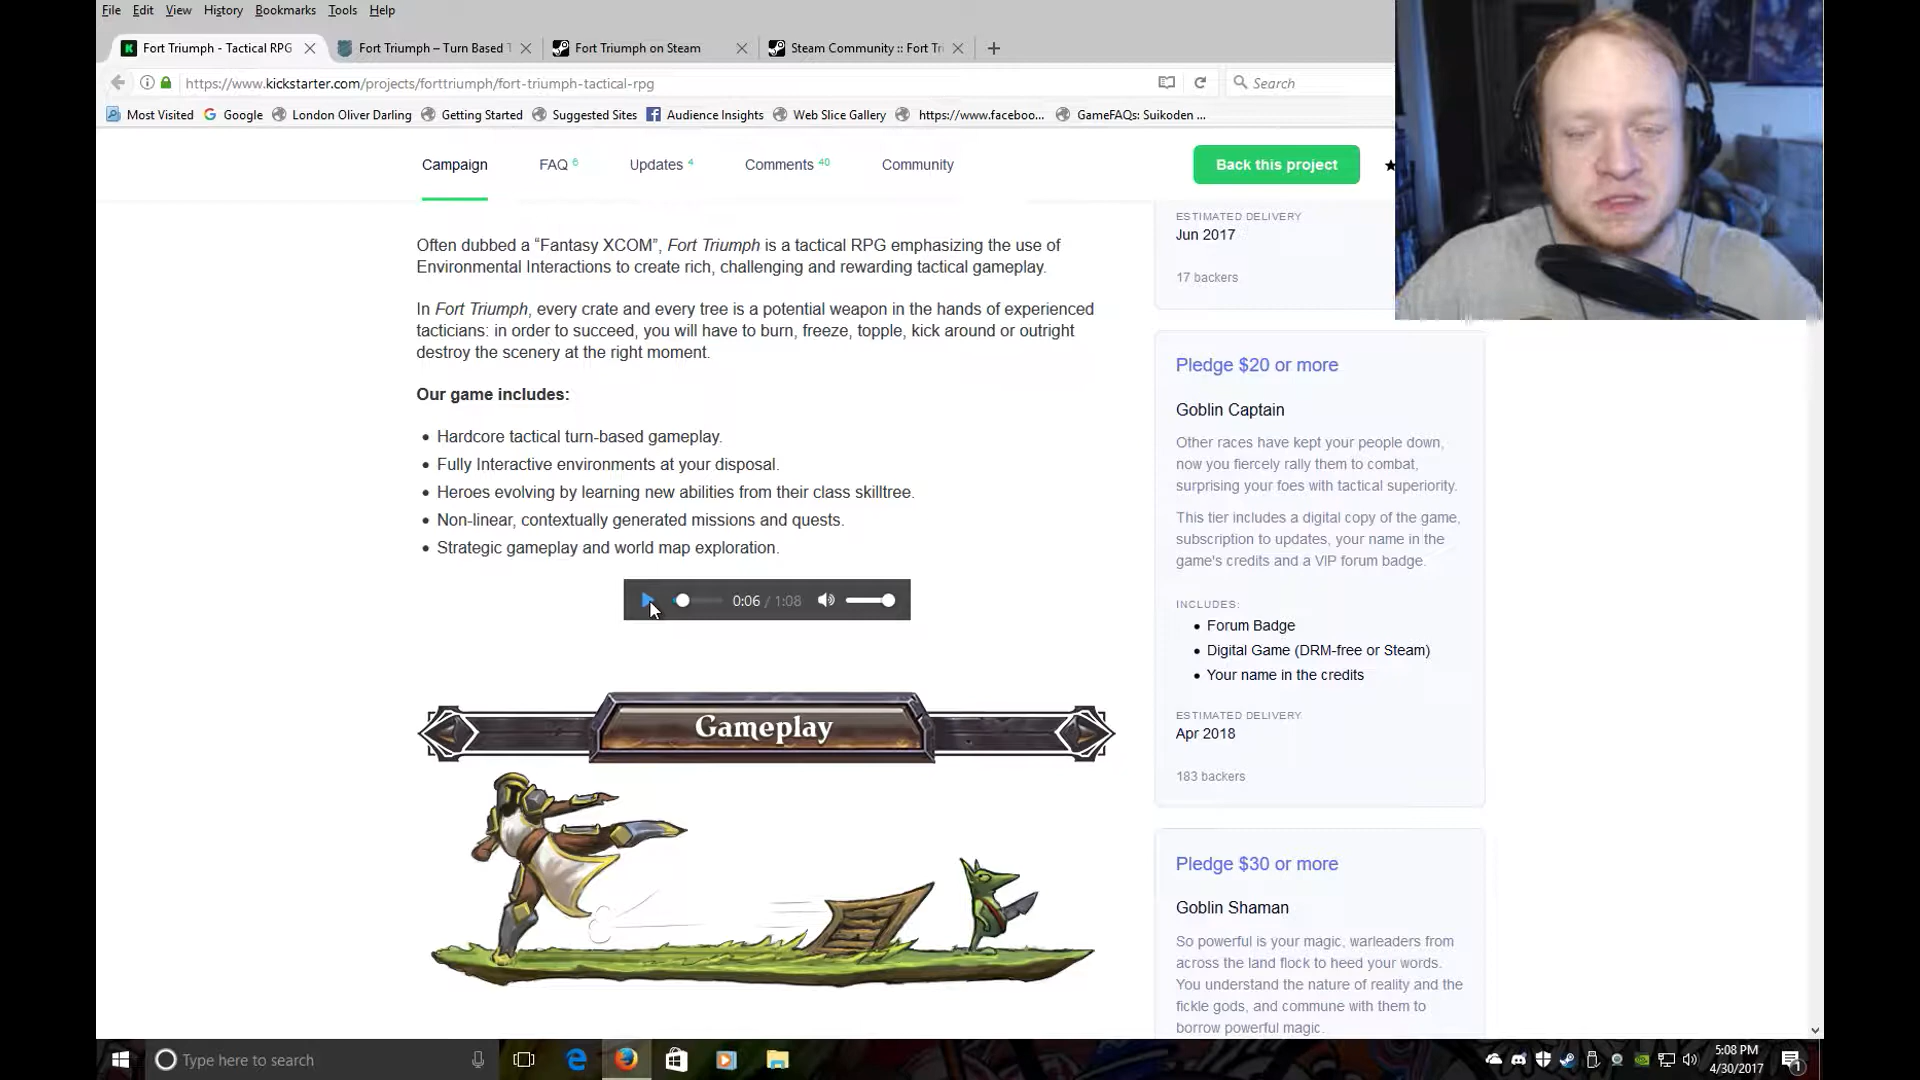 File Edit View History Bookmarks Tools Help
Fort Triumph - Tactical RPG
Fort Triumph – Turn Based T
Fort Triumph on Steam
Steam Community :: Fort Tri
https://www.kickstarter.com/projects/forttriumph/fort-triumph-tactical-rpg
Search
Most Visited Google London Oliver Darling Getting Started Suggested Sites Audience Insights Web Slice Gallery https://www.faceboo... GameFAQs: Suikoden ...
Campaign FAQ 6 Updates 4 Comments 40 Community
Back this project
Often dubbed a “Fantasy XCOM”, Fort Triumph is a tactical RPG emphasizing the use of
Environmental Interactions to create rich, challenging and rewarding tactical gameplay.
In Fort Triumph, every crate and every tree is a potential weapon in the hands of experienced
tacticians: in order to succeed, you will have to burn, freeze, topple, kick around or outright
destroy the scenery at the right moment.
Our game includes:
• Hardcore tactical turn-based gameplay.
• Fully Interactive environments at your disposal.
• Heroes evolving by learning new abilities from their class skilltree.
• Non-linear, contextually generated missions and quests.
• Strategic gameplay and world map exploration.
0:06 / 1:08
Gameplay
ESTIMATED DELIVERY
Jun 2017
17 backers
Pledge $20 or more
Goblin Captain
Other races have kept your people down,
now you fiercely rally them to combat,
surprising your foes with tactical superiority.
This tier includes a digital copy of the game,
subscription to updates, your name in the
game's credits and a VIP forum badge.
INCLUDES:
• Forum Badge
• Digital Game (DRM-free or Steam)
• Your name in the credits
ESTIMATED DELIVERY
Apr 2018
183 backers
Pledge $30 or more
Goblin Shaman
So powerful is your magic, warleaders from
across the land flock to heed your words.
You understand the nature of reality and the
fickle gods, and commune with them to
borrow powerful magic.
Type here to search
5:08 PM
4/30/2017
1